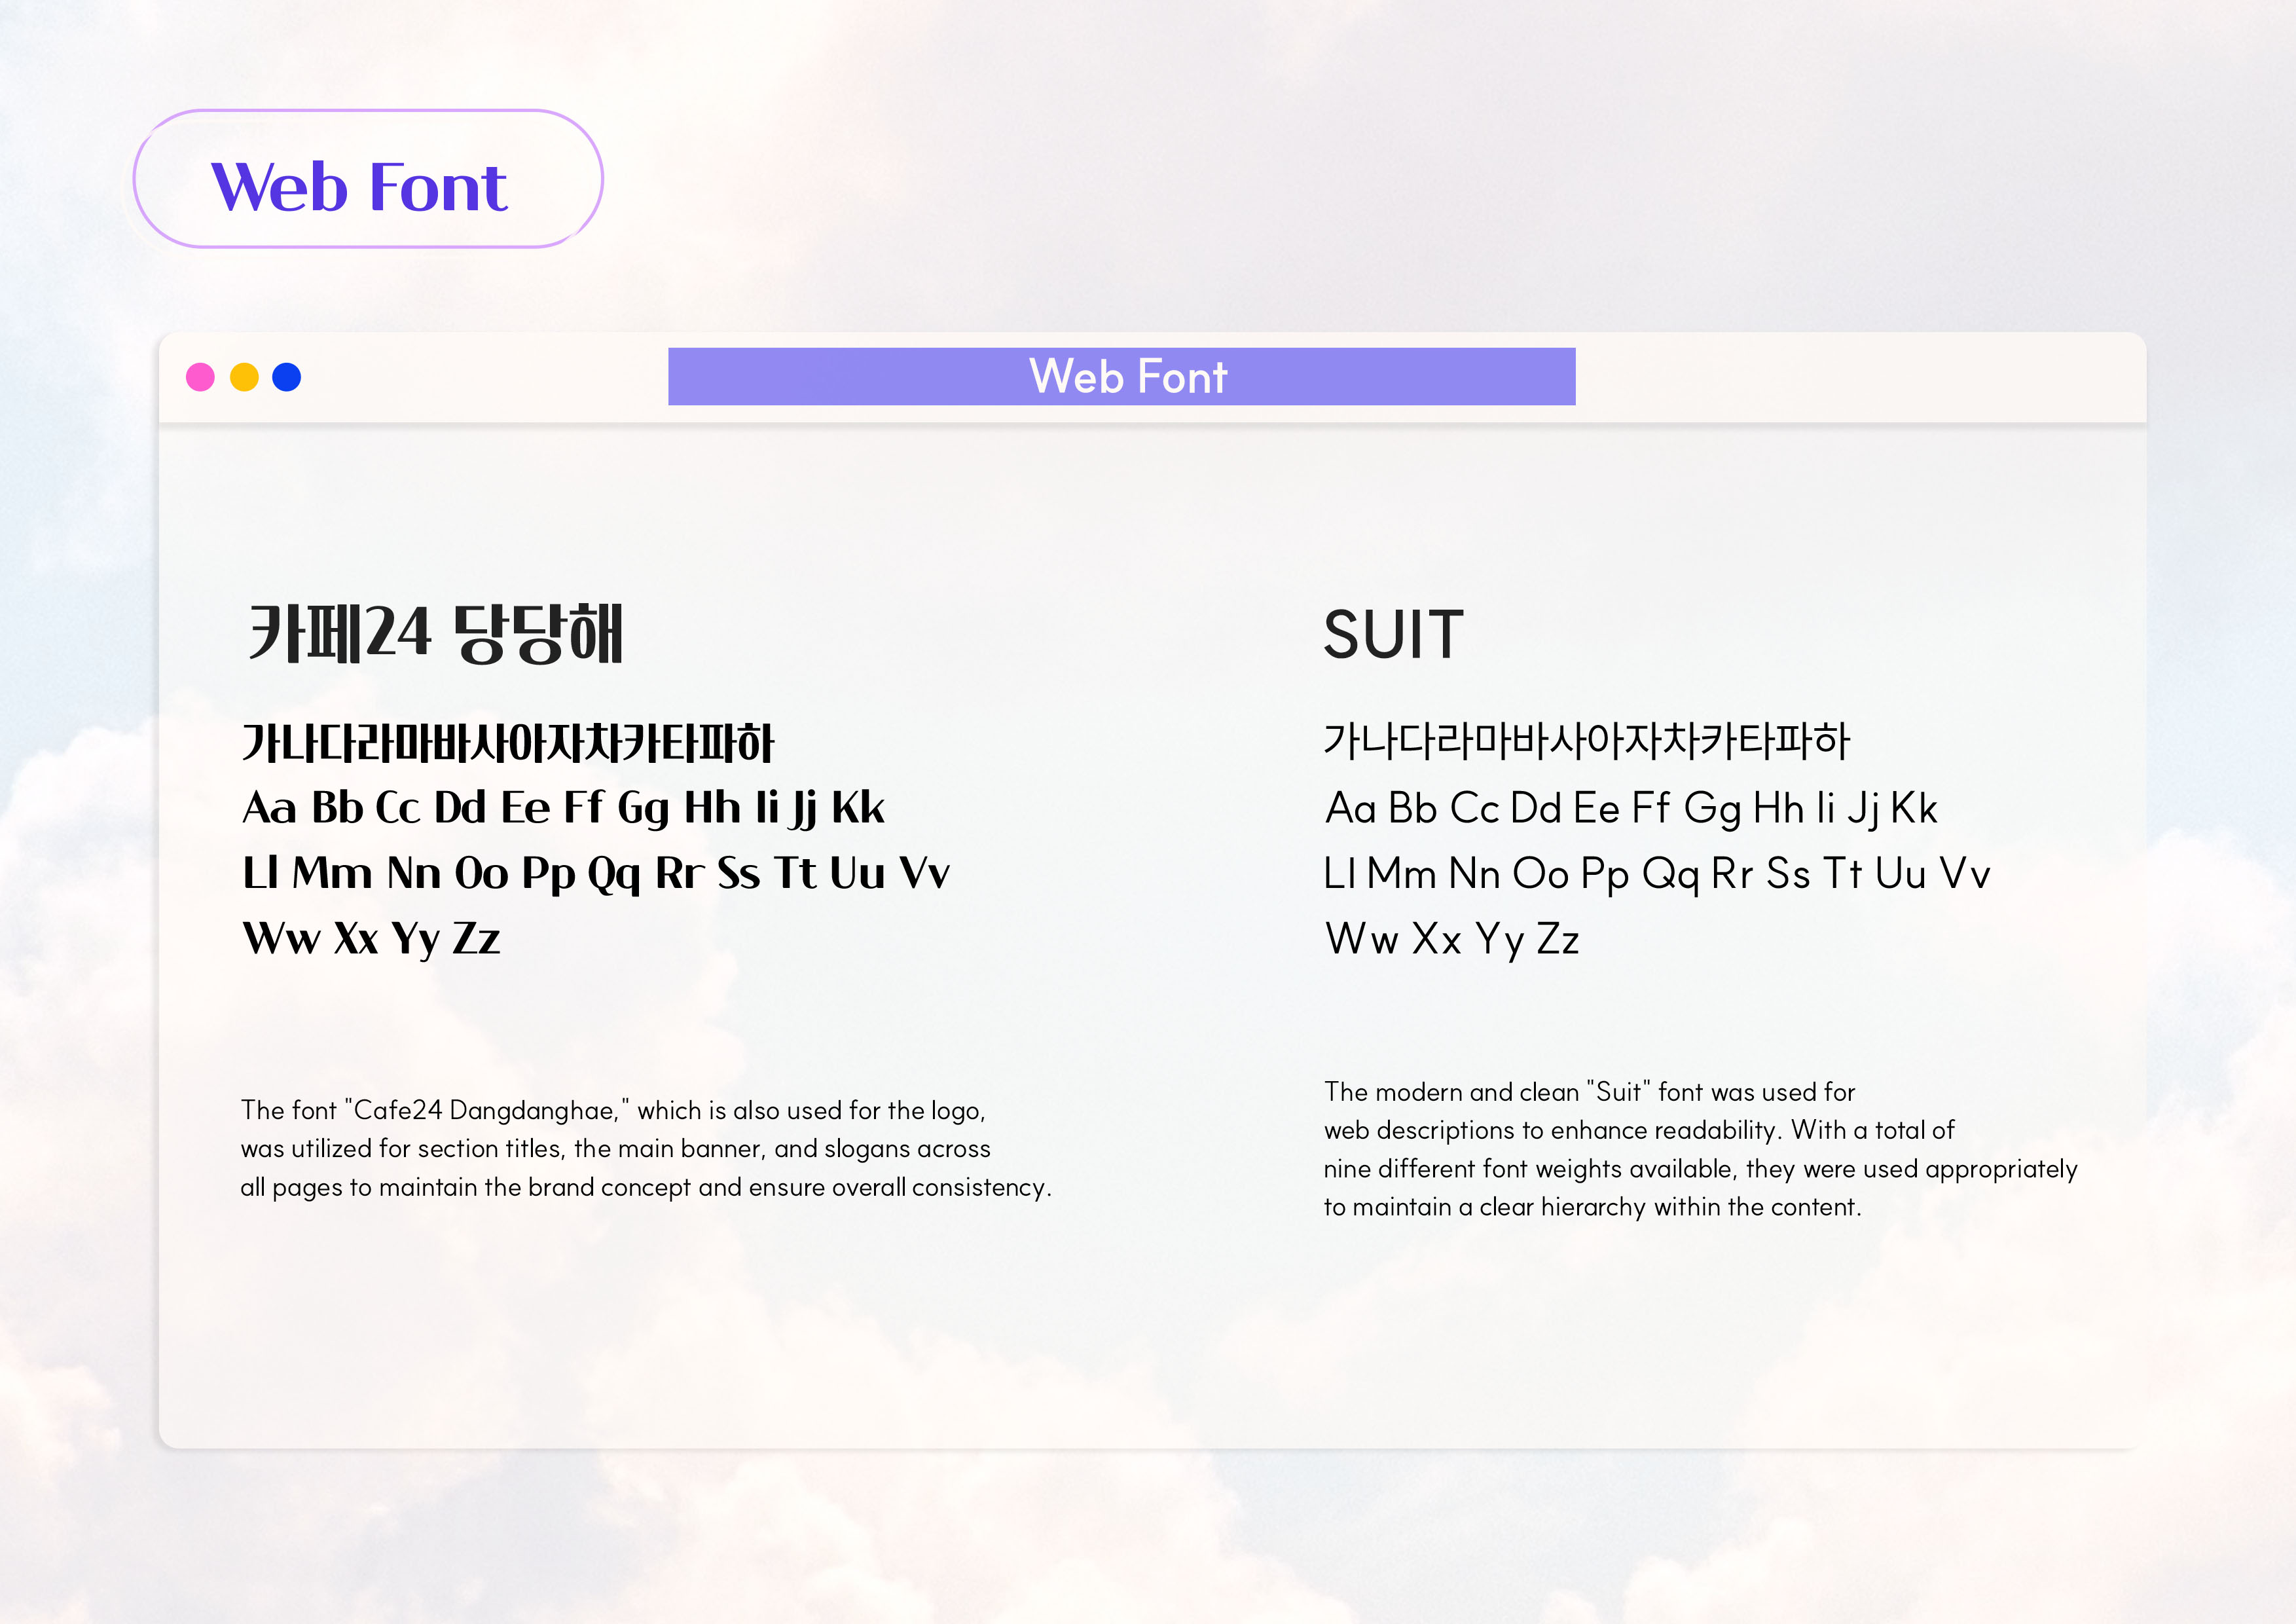 Web Font
Web Font
카페24 당당해
가나다라마바사아자차카타파하
Aa Bb Cc Dd Ee Ff Gg Hh Ii Jj Kk
Ll Mm Nn Oo Pp Qq Rr Ss Tt Uu Vv
Ww Xx Yy Zz
The font "Cafe24 Dangdanghae," which is also used for the logo,
was utilized for section titles, the main banner, and slogans across
all pages to maintain the brand concept and ensure overall consistency.
SUIT
가나다라마바사아자차카타파하
Aa Bb Cc Dd Ee Ff Gg Hh Ii Jj Kk
Ll Mm Nn Oo Pp Qq Rr Ss Tt Uu Vv
Ww Xx Yy Zz
The modern and clean "Suit" font was used for
web descriptions to enhance readability. With a total of
nine different font weights available, they were used appropriately
to maintain a clear hierarchy within the content.